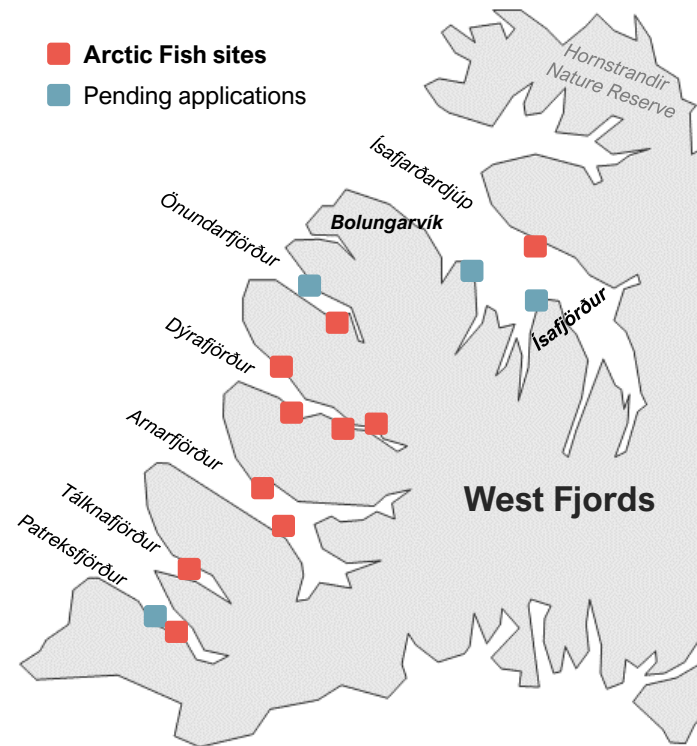 Arctic Fish sites
Pending applications
Hornstrandir
Nature Reserve
Ísafjarðardjúp
Önundarfjörður
Bolungarvík
Ísafjörður
Dýrafjörður
Arnarfjörður
West Fjords
Tálknafjörður
Patreksfjörður